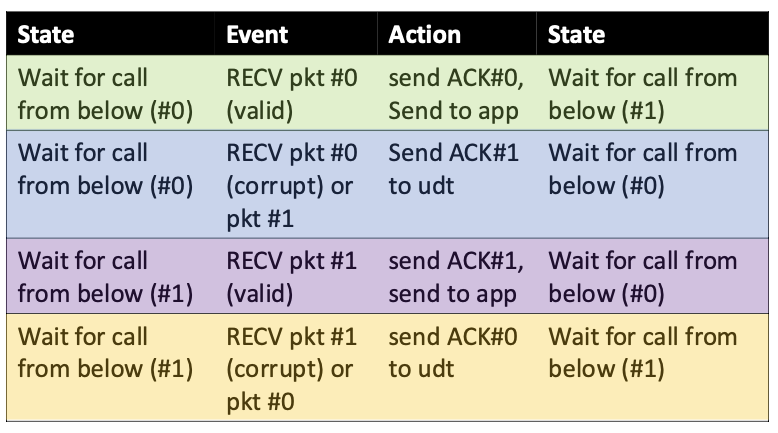 State Event Action State
Wait for call RECV pkt #0 send ACK#0, Wait for call from
from below (#0) (valid) Send to app below (#1)
Wait for call RECV pkt #0 Send ACK#1 Wait for call from
from below (#0) (corrupt) or to udt below (#0)
pkt #1
Wait for call RECV pkt #1 send ACK#1, Wait for call from
from below (#1) (valid) send to app below (#0)
Wait for call RECV pkt #1 send ACK#0 Wait for call from
from below (#1) (corrupt) or to udt below (#1)
pkt #0